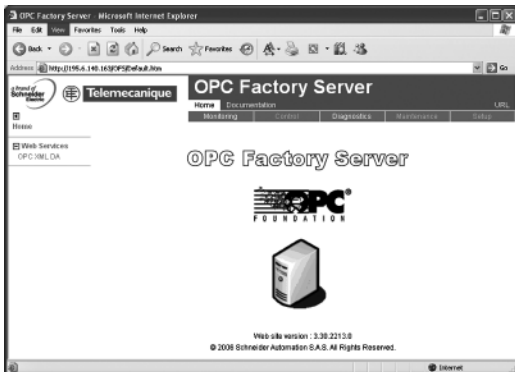 OPC Factory Server - Microsoft Internet Explorer
File Edit View Favorites Tools Help
Back Search Favorites
Address http://195.6.140.163/OFS/Default.htm Go
a brand of
Schneider
Electric
Telemecanique
OPC Factory Server
Home Documentation URL
Monitoring Control Diagnostics Maintenance Setup
Home
Web Services
OPC XML DA
OPC Factory Server
OPC®
FOUNDATION
Web site version : 3.30.2213.0
© 2006 Schneider Automation S.A.S. All Rights Reserved.
Internet